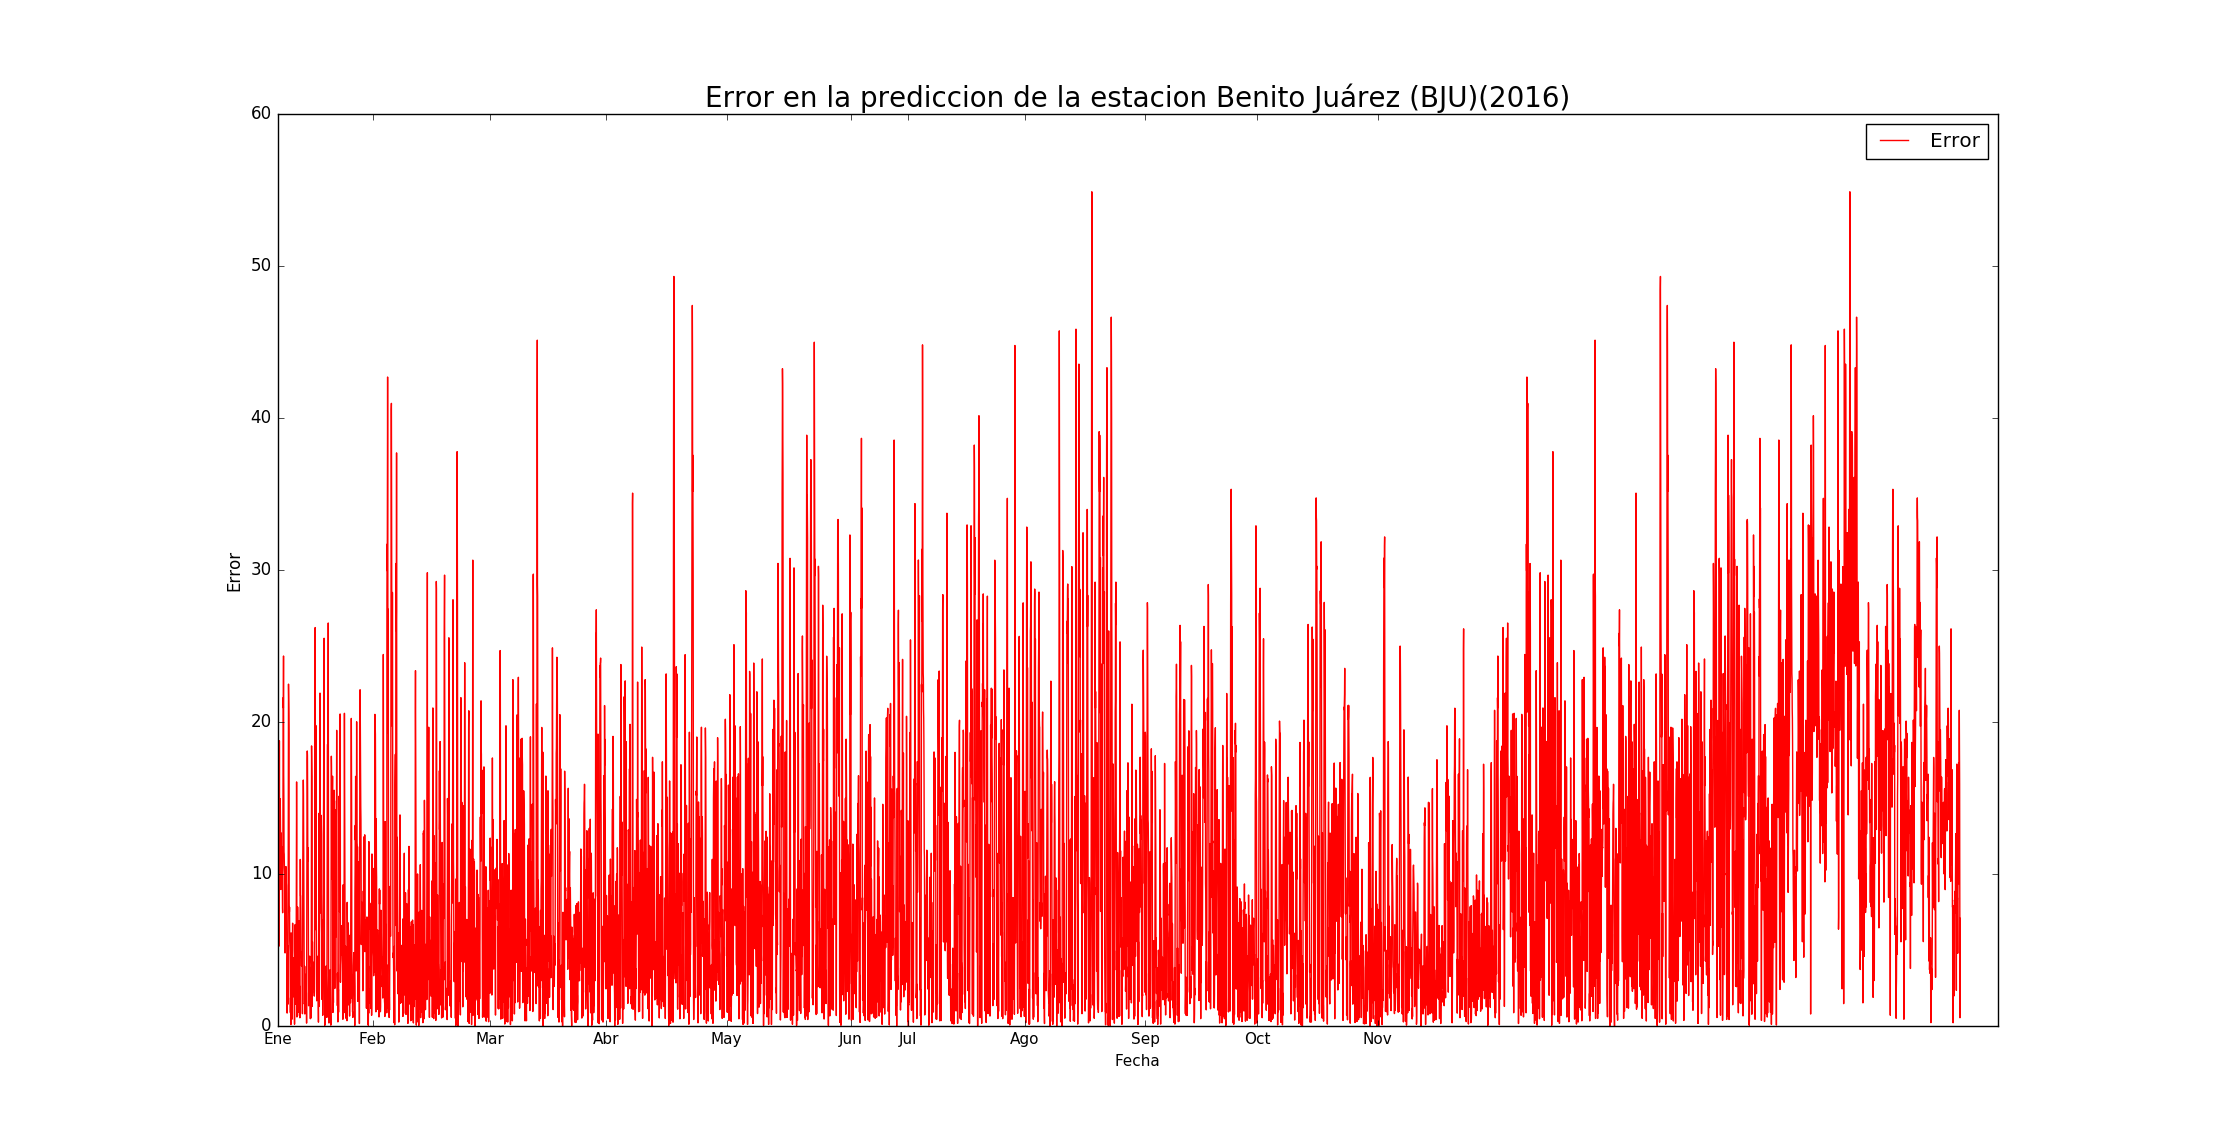 Error en la prediccion de la estacion Benito Juárez (BJU)(2016)
Error
60
50
40
30
20
10
0
Error
Ene Feb Mar Abr May Jun Jul Ago Sep Oct Nov
Fecha